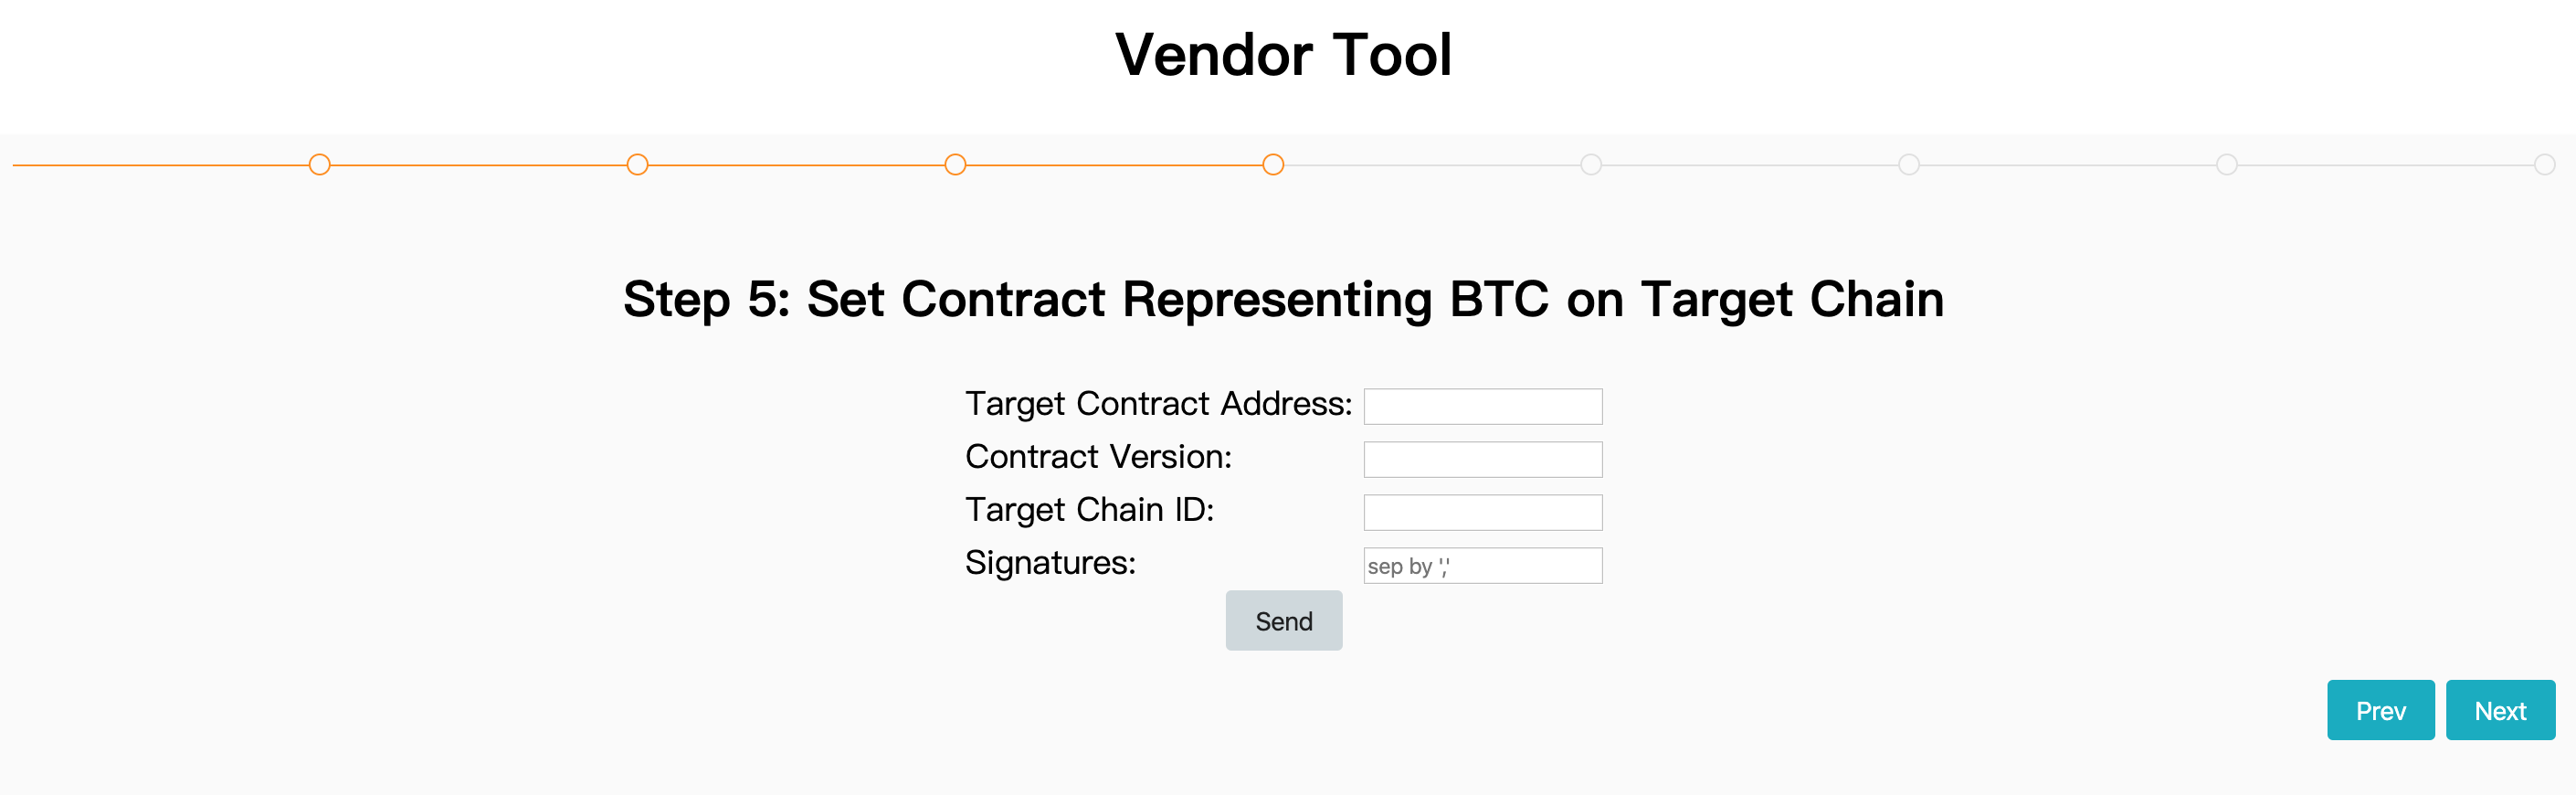 Vendor Tool
Step 5: Set Contract Representing BTC on Target Chain
Target Contract Address:
Contract Version:
Target Chain ID:
Signatures: sep by ','
Send
Prev Next